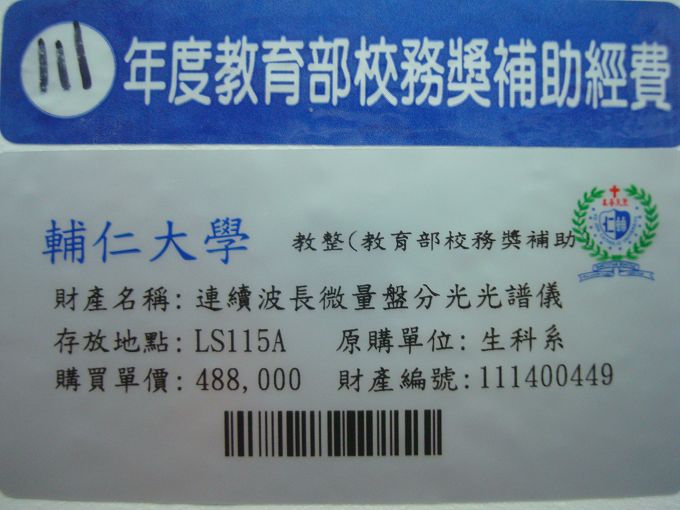 111年度教育部校務獎補助經費
輔仁大學 教整(教育部校務獎補助
財產名稱: 連續波長微量盤分光光譜儀
存放地點: LS115A 原購單位: 生科系
購買單價: 488,000 財產編號: 111400449